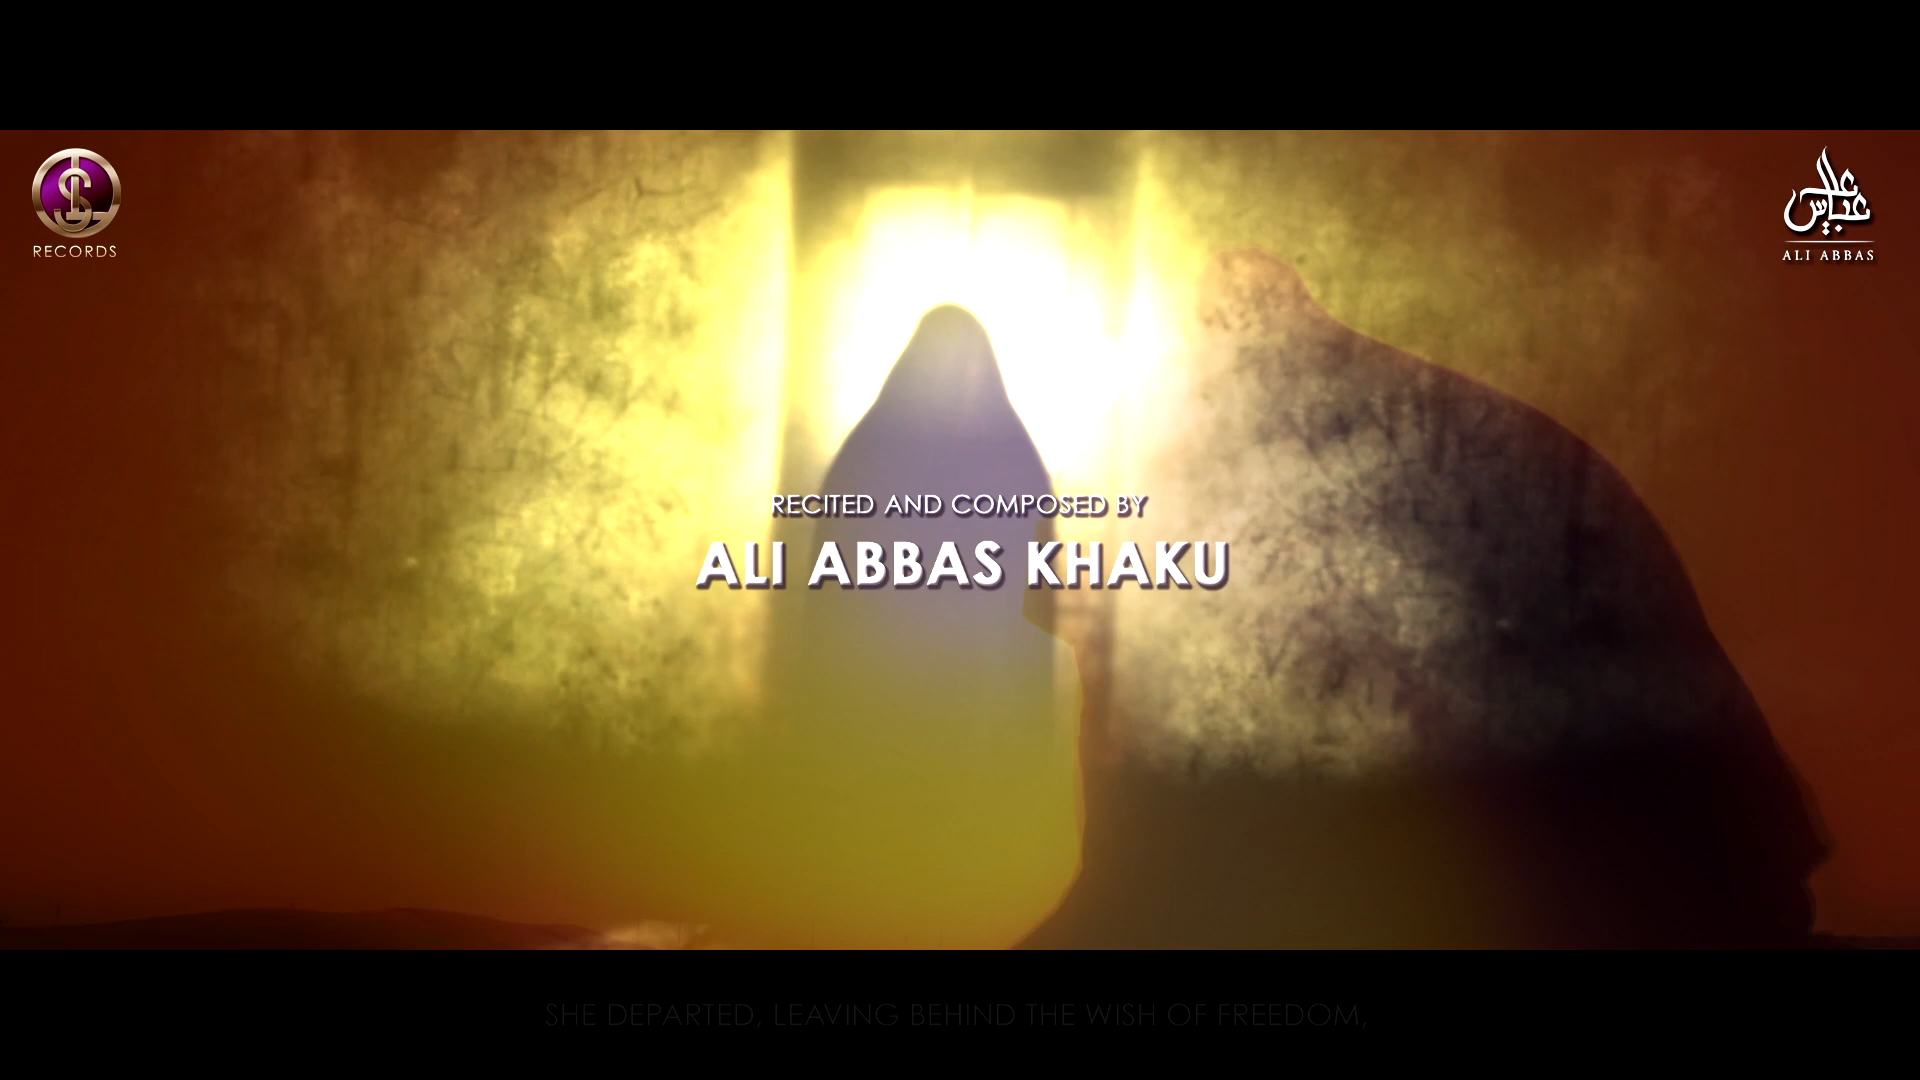 RECORDS
علی
عباس
ALI ABBAS
RECITED AND COMPOSED BY
ALI ABBAS KHAKU
SHE DEPARTED, LEAVING BEHIND THE WISH OF FREEDOM,